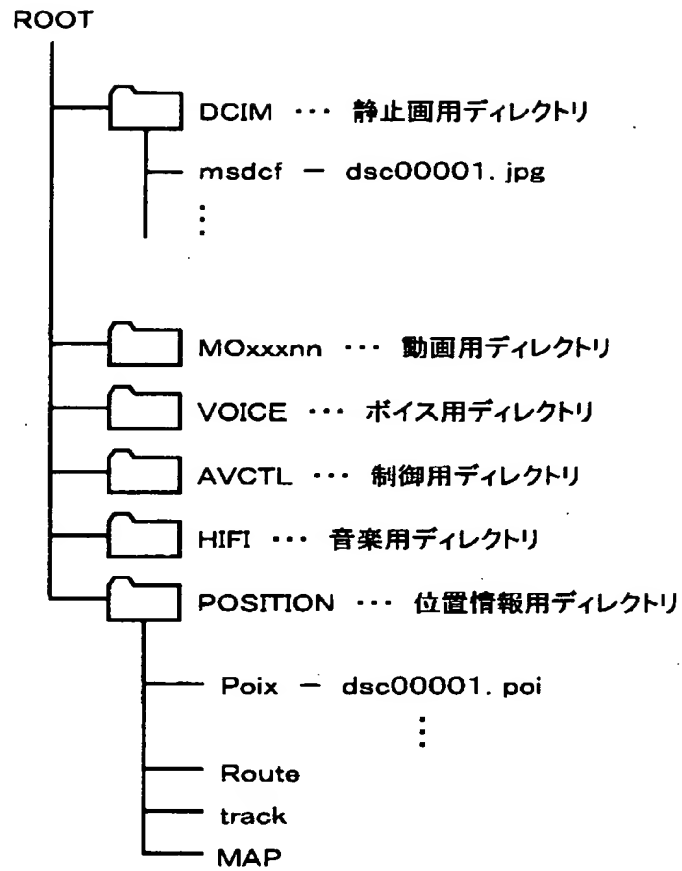 ROOT
DCIM ··· 静止画用ディレクトリ
msdcf － dsc00001. jpg
⋮
MOxxxnn ··· 動画用ディレクトリ
VOICE ··· ボイス用ディレクトリ
AVCTL ··· 制御用ディレクトリ
HIFI ··· 音楽用ディレクトリ
POSITION ··· 位置情報用ディレクトリ
Poix － dsc00001. poi
⋮
Route
track
MAP